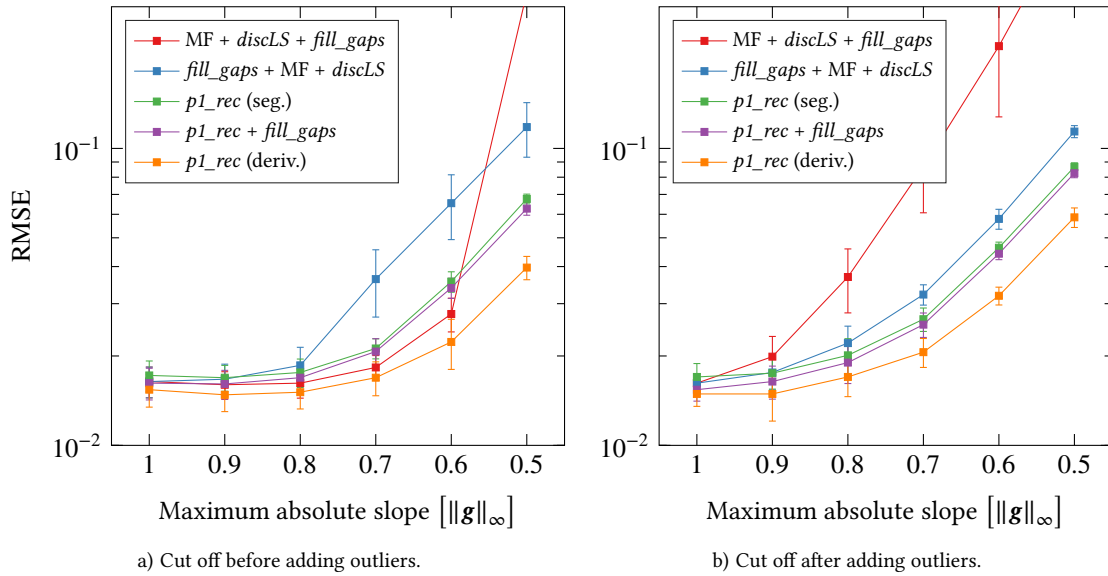 MF + discLS + fill_gaps
fill_gaps + MF + discLS
p1_rec (seg.)
p1_rec + fill_gaps
p1_rec (deriv.)
10⁻¹
10⁻²
RMSE
1 0.9 0.8 0.7 0.6 0.5
Maximum absolute slope [‖g‖∞]
a) Cut off before adding outliers.
MF + discLS + fill_gaps
fill_gaps + MF + discLS
p1_rec (seg.)
p1_rec + fill_gaps
p1_rec (deriv.)
10⁻¹
10⁻²
1 0.9 0.8 0.7 0.6 0.5
Maximum absolute slope [‖g‖∞]
b) Cut off after adding outliers.